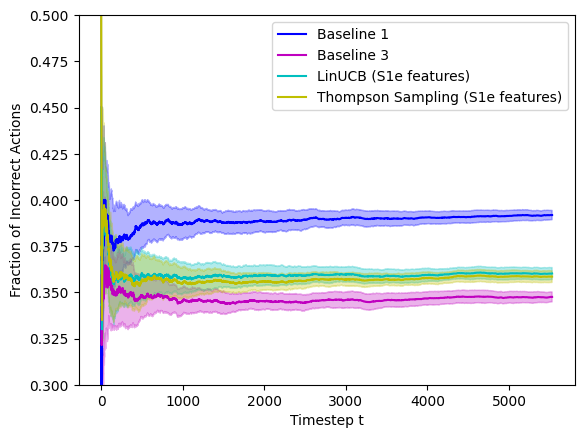 0.500
0.475
0.450
0.425
0.400
0.375
0.350
0.325
0.300
Fraction of Incorrect Actions
Baseline 1
Baseline 3
LinUCB (S1e features)
Thompson Sampling (S1e features)
0 1000 2000 3000 4000 5000
Timestep t